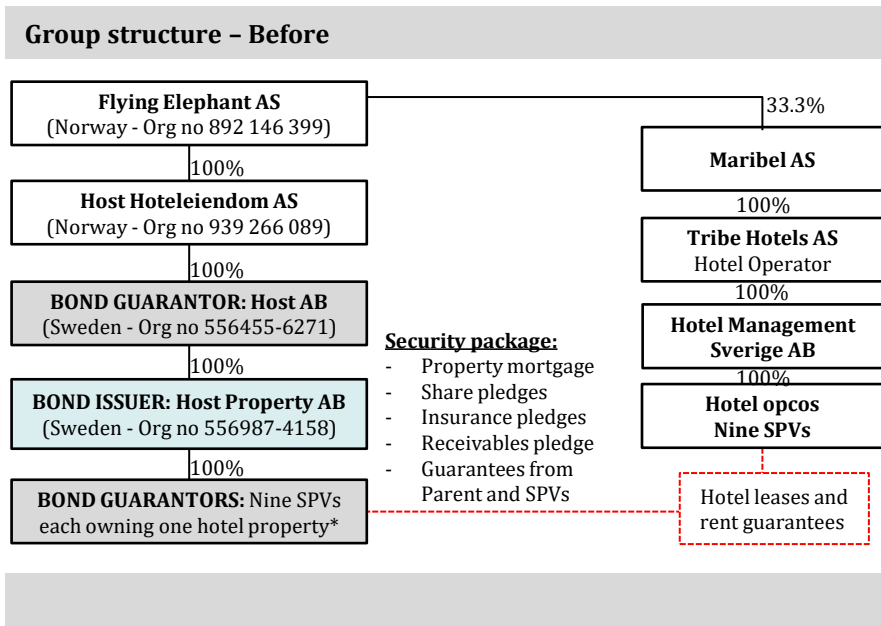 Group structure – Before
Flying Elephant AS
(Norway - Org no 892 146 399)
100%
Host Hoteleiendom AS
(Norway - Org no 939 266 089)
100%
BOND GUARANTOR: Host AB
(Sweden - Org no 556455-6271)
100%
BOND ISSUER: Host Property AB
(Sweden - Org no 556987-4158)
100%
BOND GUARANTORS: Nine SPVs
each owning one hotel property*
Security package:
- Property mortgage
- Share pledges
- Insurance pledges
- Receivables pledge
- Guarantees from
Parent and SPVs
33.3%
Maribel AS
100%
Tribe Hotels AS
Hotel Operator
100%
Hotel Management
Sverige AB
100%
Hotel opcos
Nine SPVs
Hotel leases and
rent guarantees